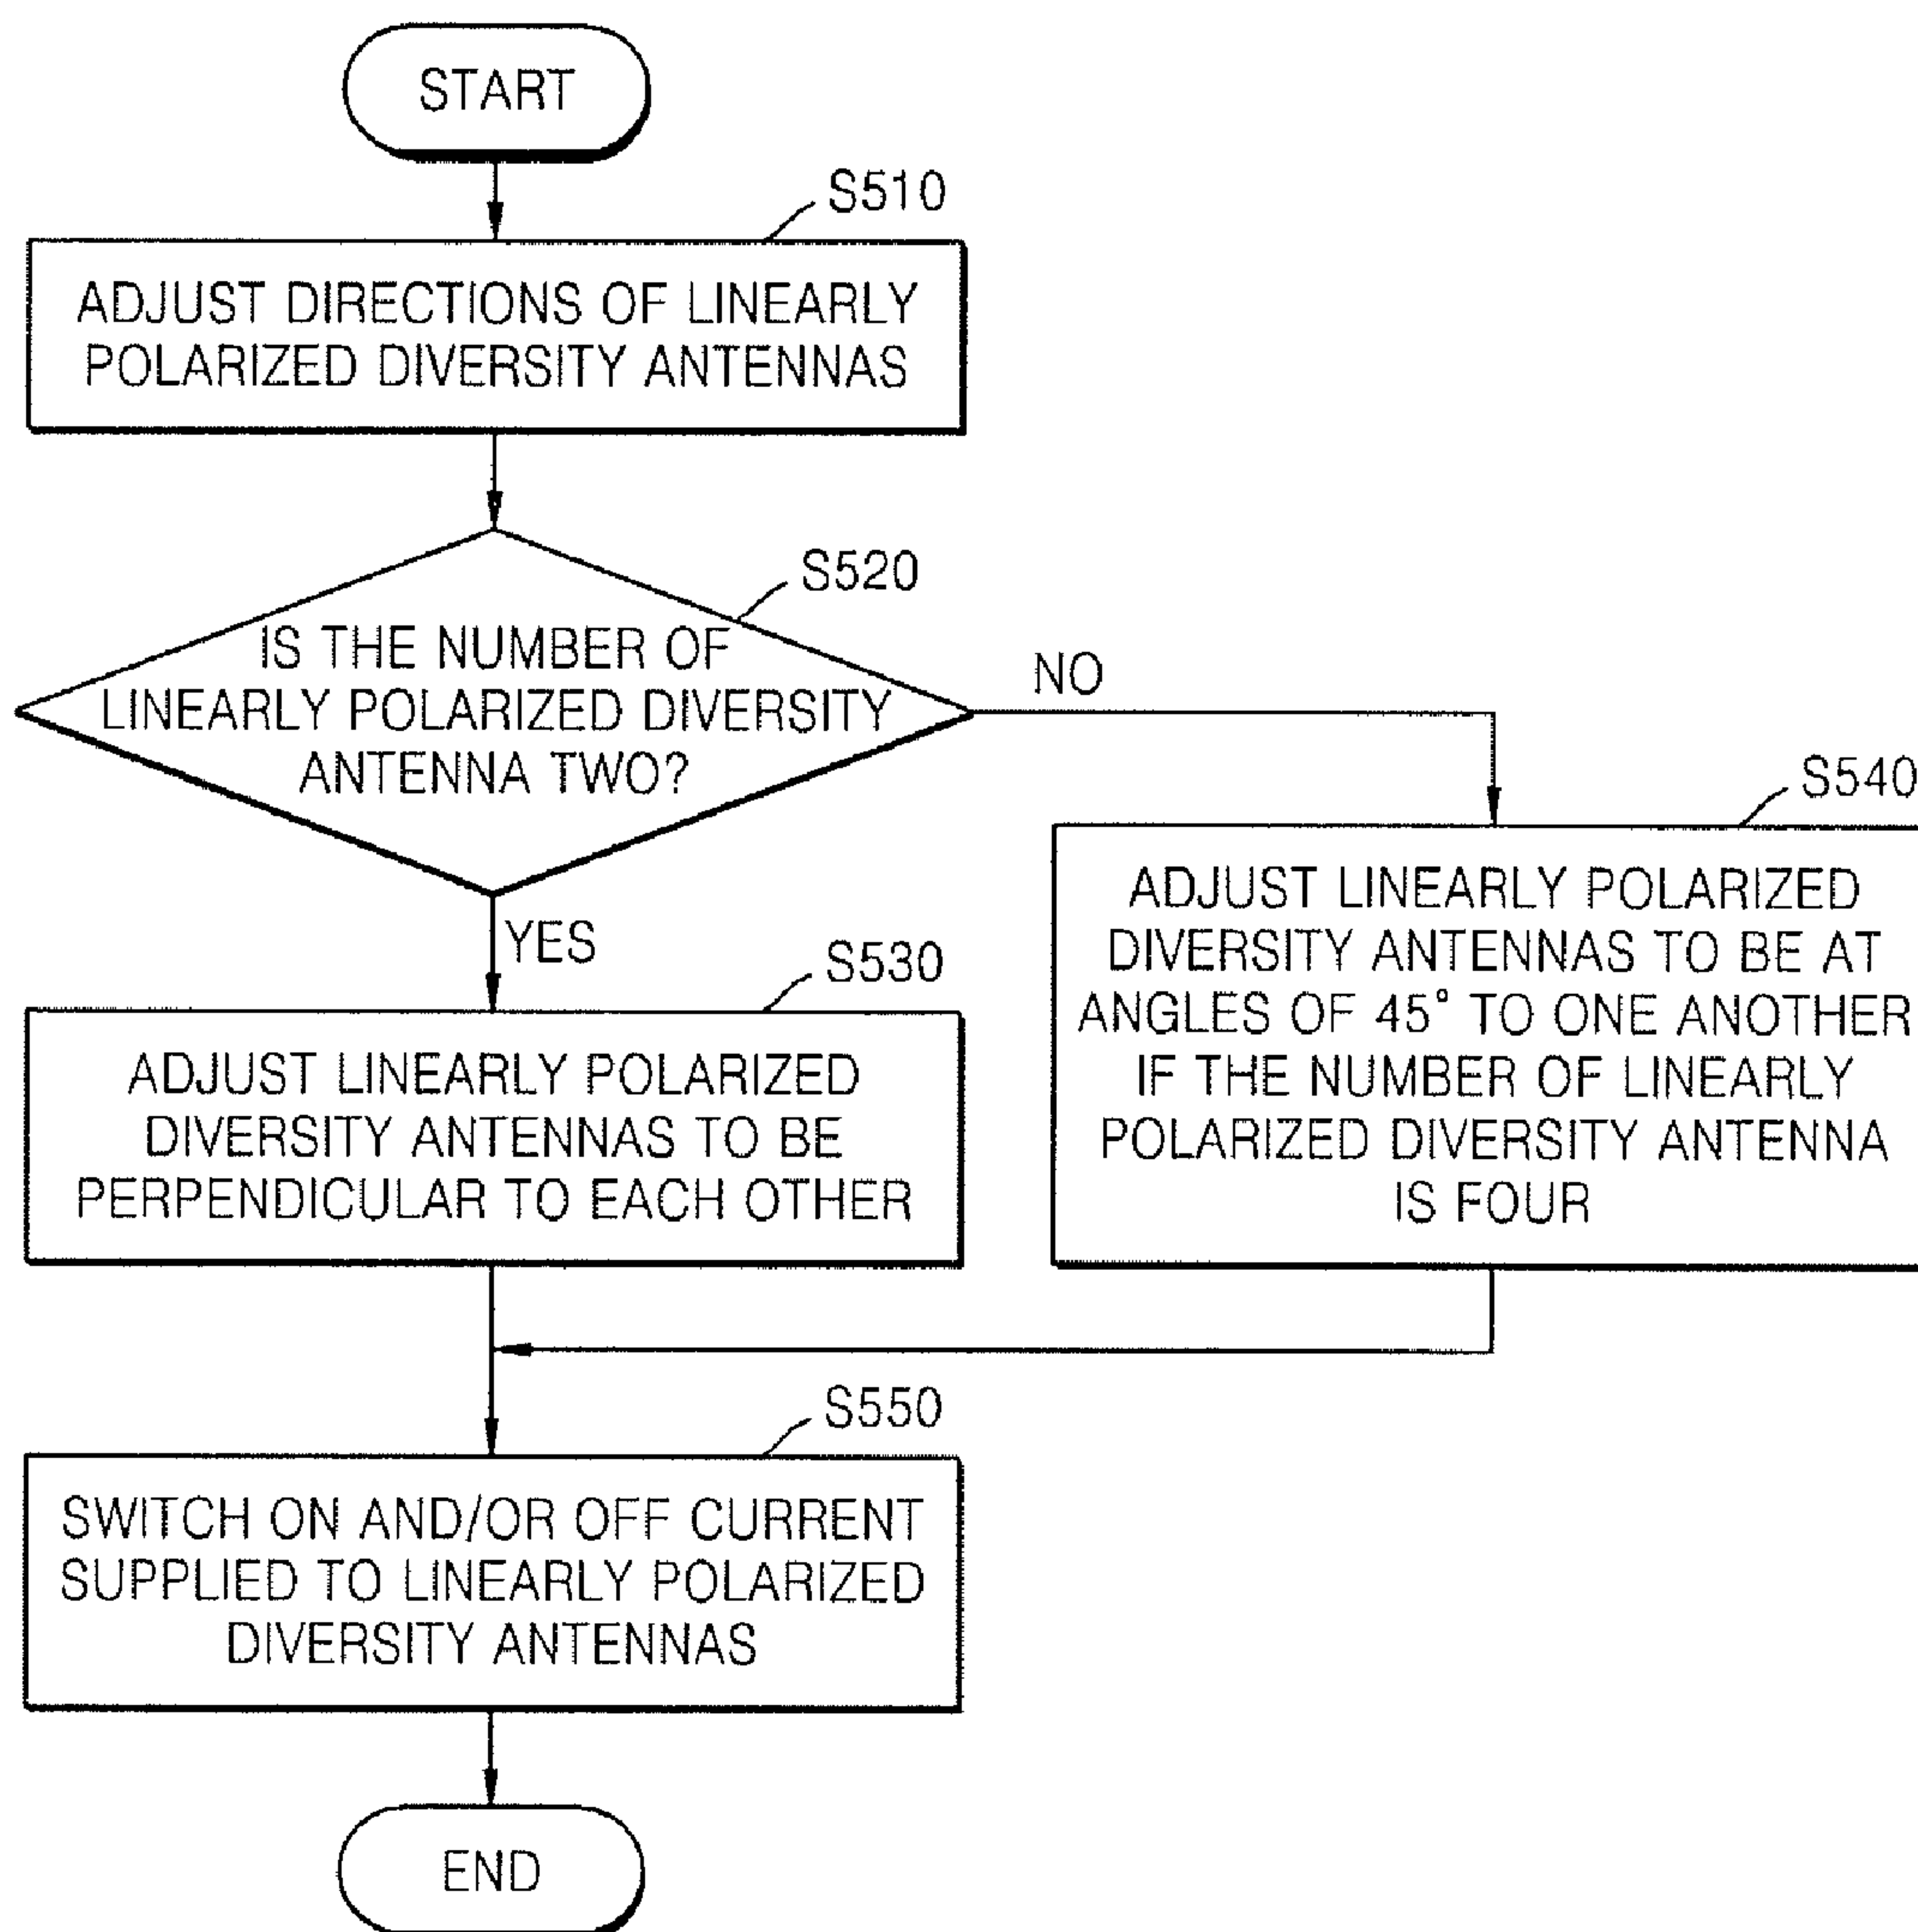 START
S510
ADJUST DIRECTIONS OF LINEARLY
POLARIZED DIVERSITY ANTENNAS
S520
IS THE NUMBER OF
LINEARLY POLARIZED DIVERSITY
ANTENNA TWO?
NO
YES
S540
ADJUST LINEARLY POLARIZED
DIVERSITY ANTENNAS TO BE AT
ANGLES OF 45° TO ONE ANOTHER
IF THE NUMBER OF LINEARLY
POLARIZED DIVERSITY ANTENNA
IS FOUR
S530
ADJUST LINEARLY POLARIZED
DIVERSITY ANTENNAS TO BE
PERPENDICULAR TO EACH OTHER
S550
SWITCH ON AND/OR OFF CURRENT
SUPPLIED TO LINEARLY POLARIZED
DIVERSITY ANTENNAS
END